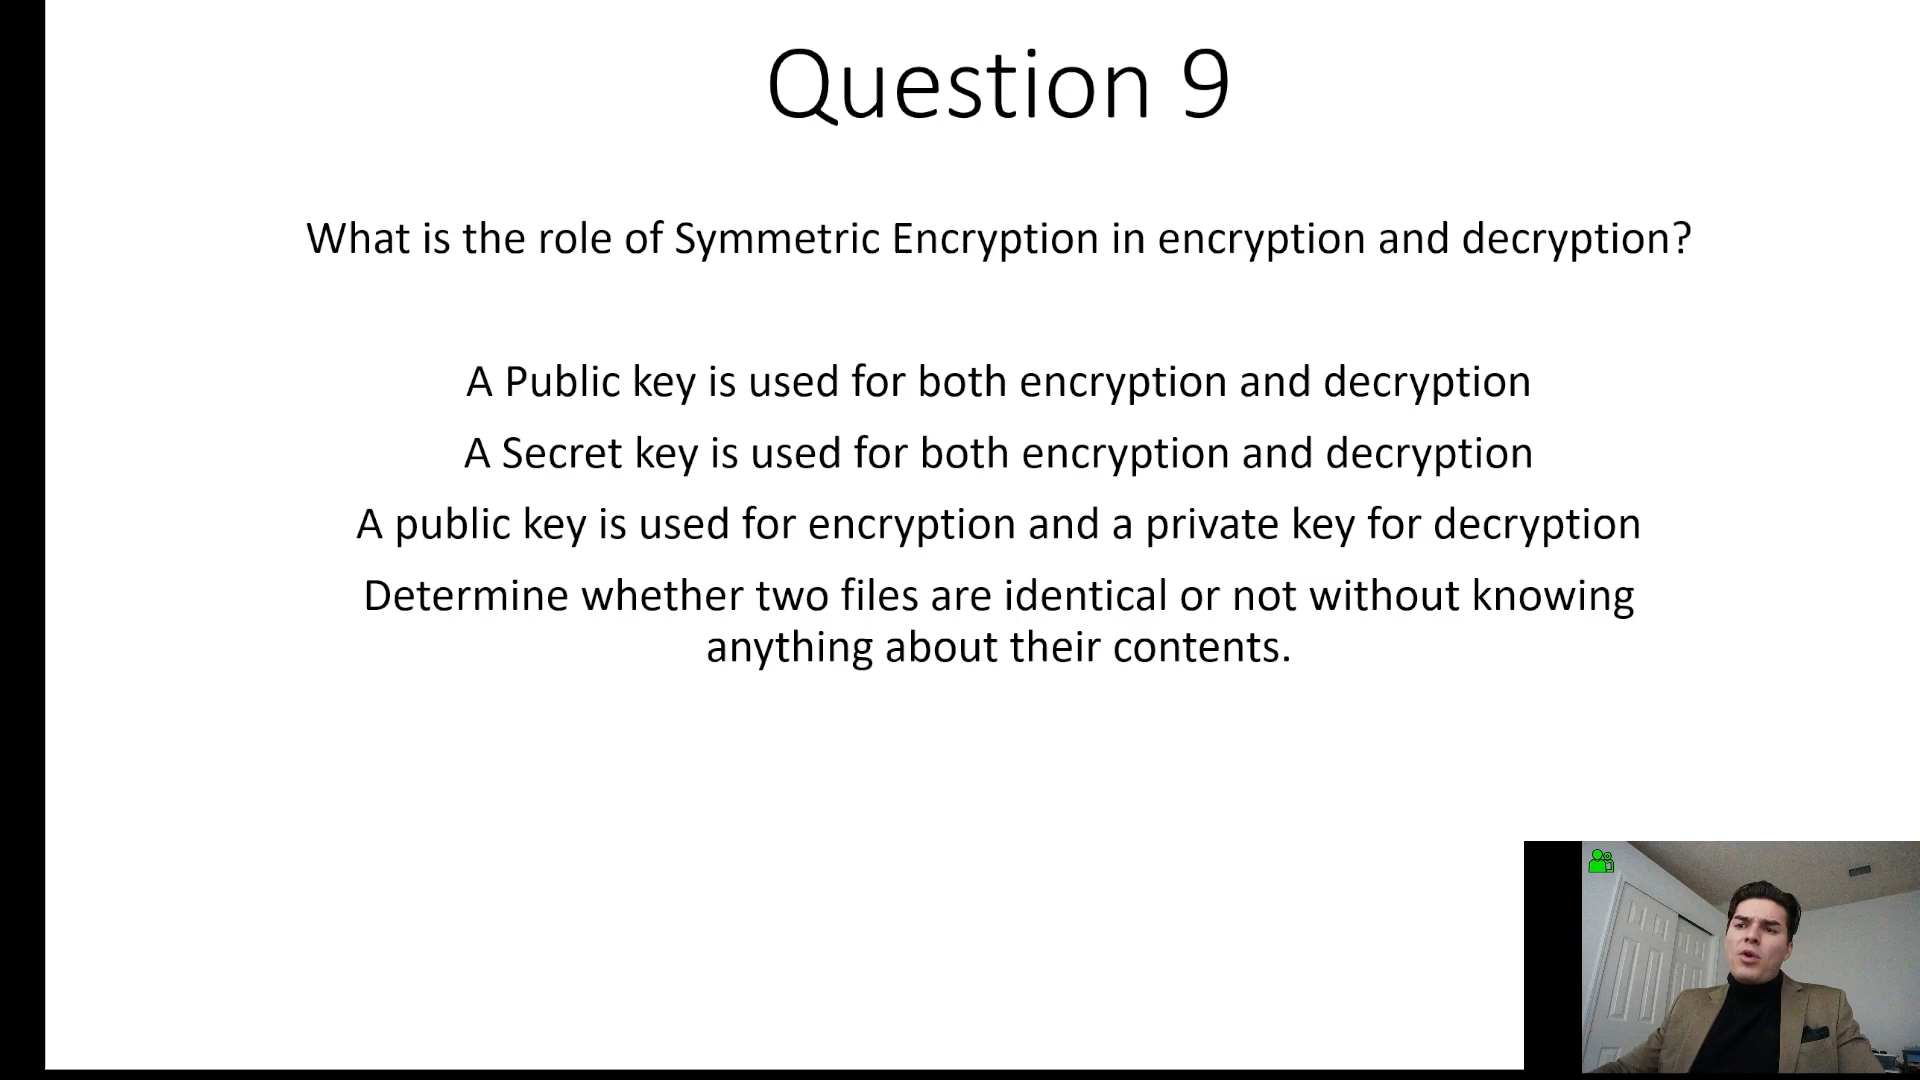 Question 9
What is the role of Symmetric Encryption in encryption and decryption?
A Public key is used for both encryption and decryption
A Secret key is used for both encryption and decryption
A public key is used for encryption and a private key for decryption
Determine whether two files are identical or not without knowing
anything about their contents.